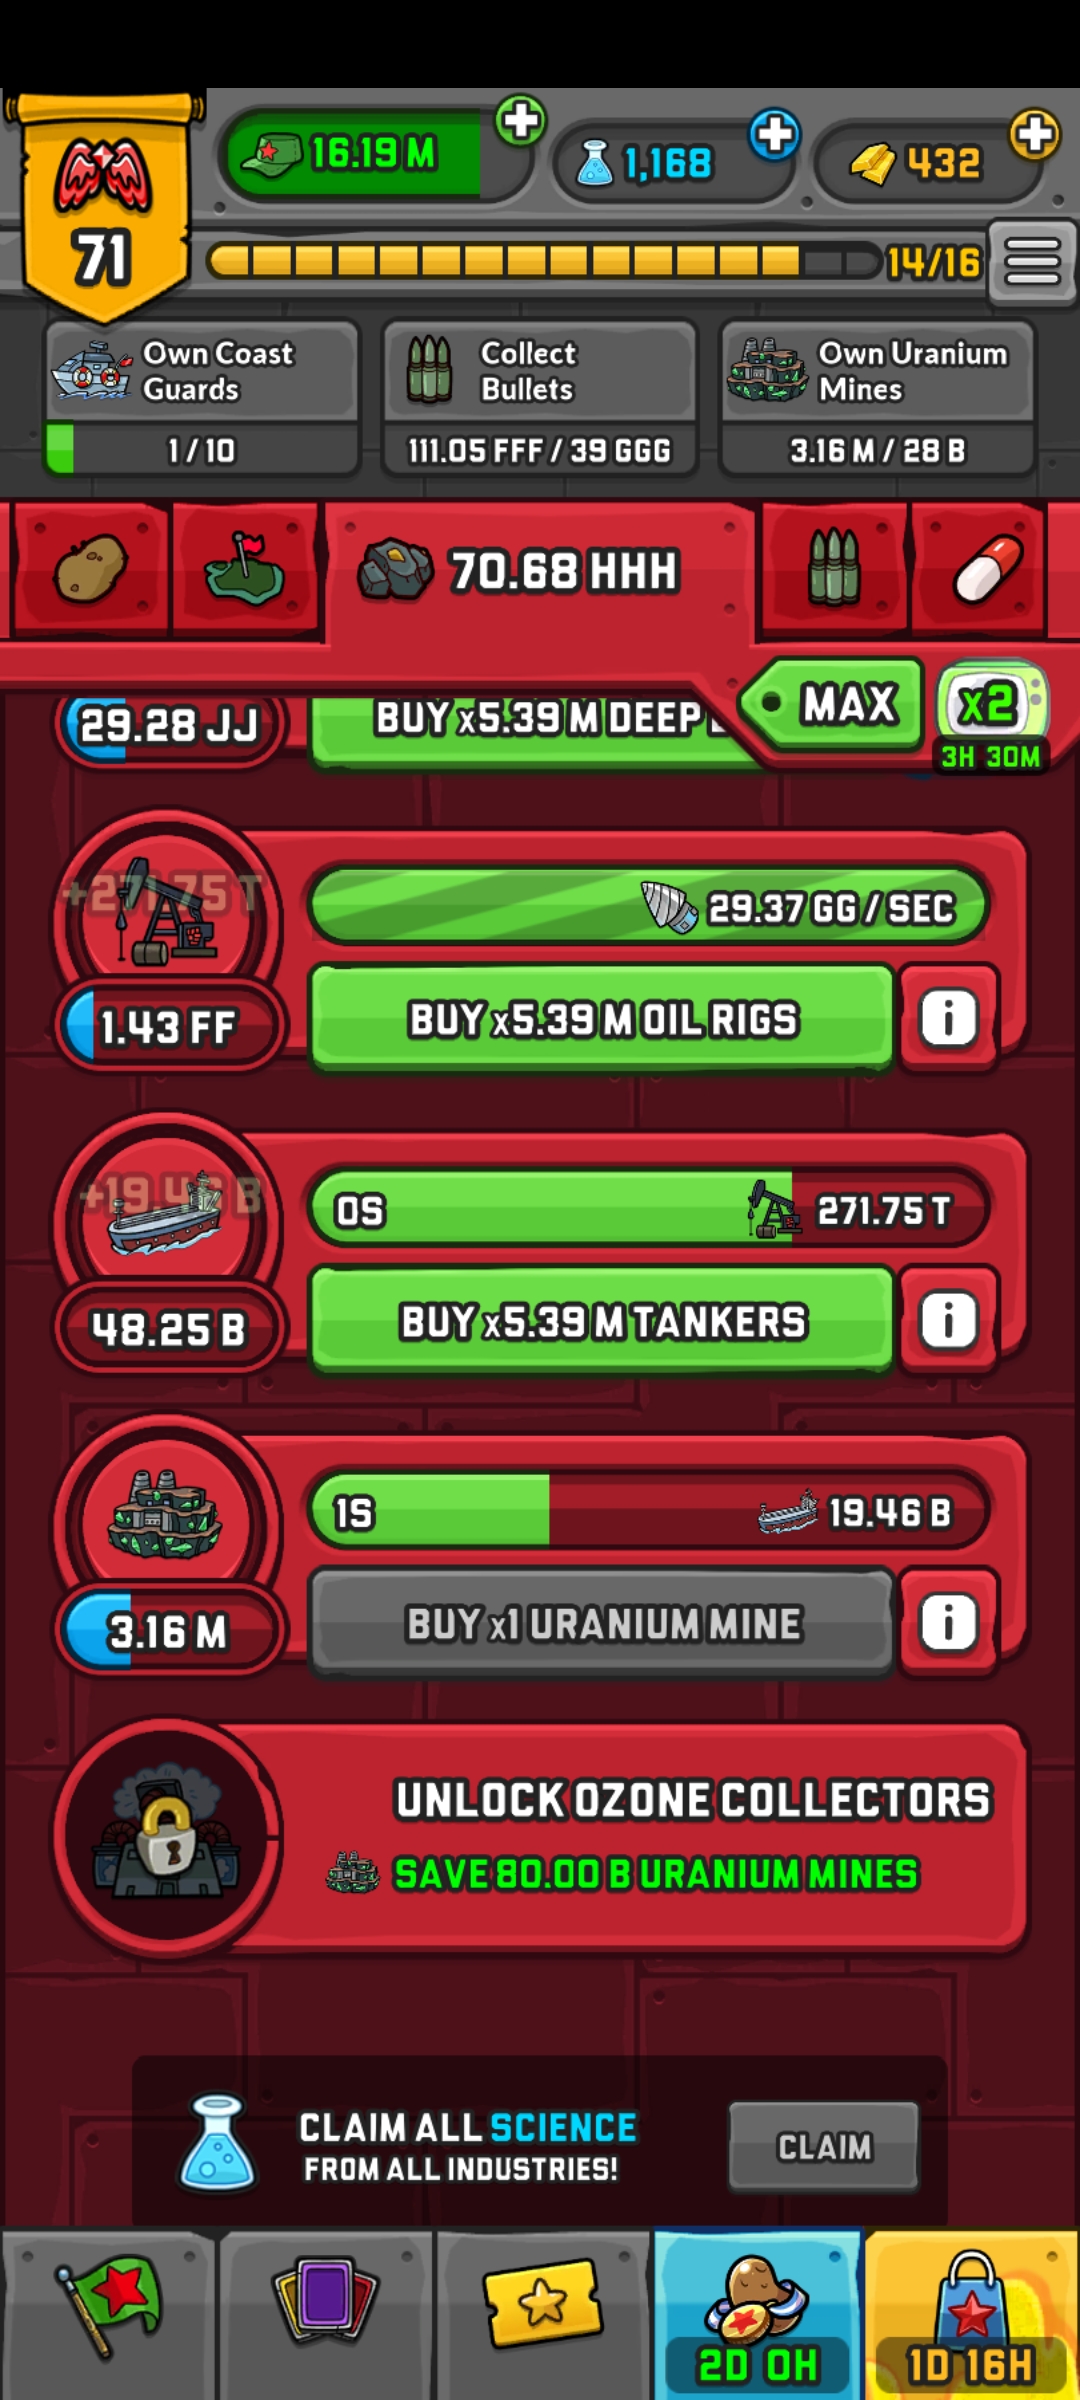 16.19 M
1,168
432
71
14/16
Own Coast
Guards
1 / 10
Collect
Bullets
111.05 FFF / 39 GGG
Own Uranium
Mines
3.16 M / 28 B
70.68 HHH
MAX
x2
3H 30M
29.28 JJ
BUY x5.39 M DEEP
+271.75 T
29.37 GG / SEC
1.43 FF
BUY x5.39 M OIL RIGS
i
+19.46 B
0S
271.75 T
48.25 B
BUY x5.39 M TANKERS
i
1S
19.46 B
3.16 M
BUY x1 URANIUM MINE
i
UNLOCK OZONE COLLECTORS
SAVE 80.00 B URANIUM MINES
CLAIM ALL SCIENCE
FROM ALL INDUSTRIES!
CLAIM
2D 0H
1D 16H